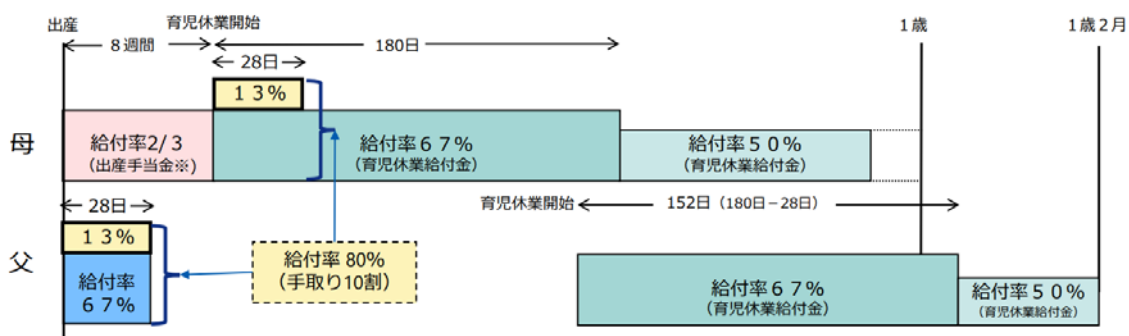 出産
育児休業開始
1歳
1歳2月
8週間
180日
28日
13%
母
給付率2/3
(出産手当金※)
給付率67%
(育児休業給付金)
給付率50%
(育児休業給付金)
28日
育児休業開始
152日(180日-28日)
13%
父
給付率
67%
給付率 80%
(手取り10割)
給付率67%
(育児休業給付金)
給付率50%
(育児休業給付金)